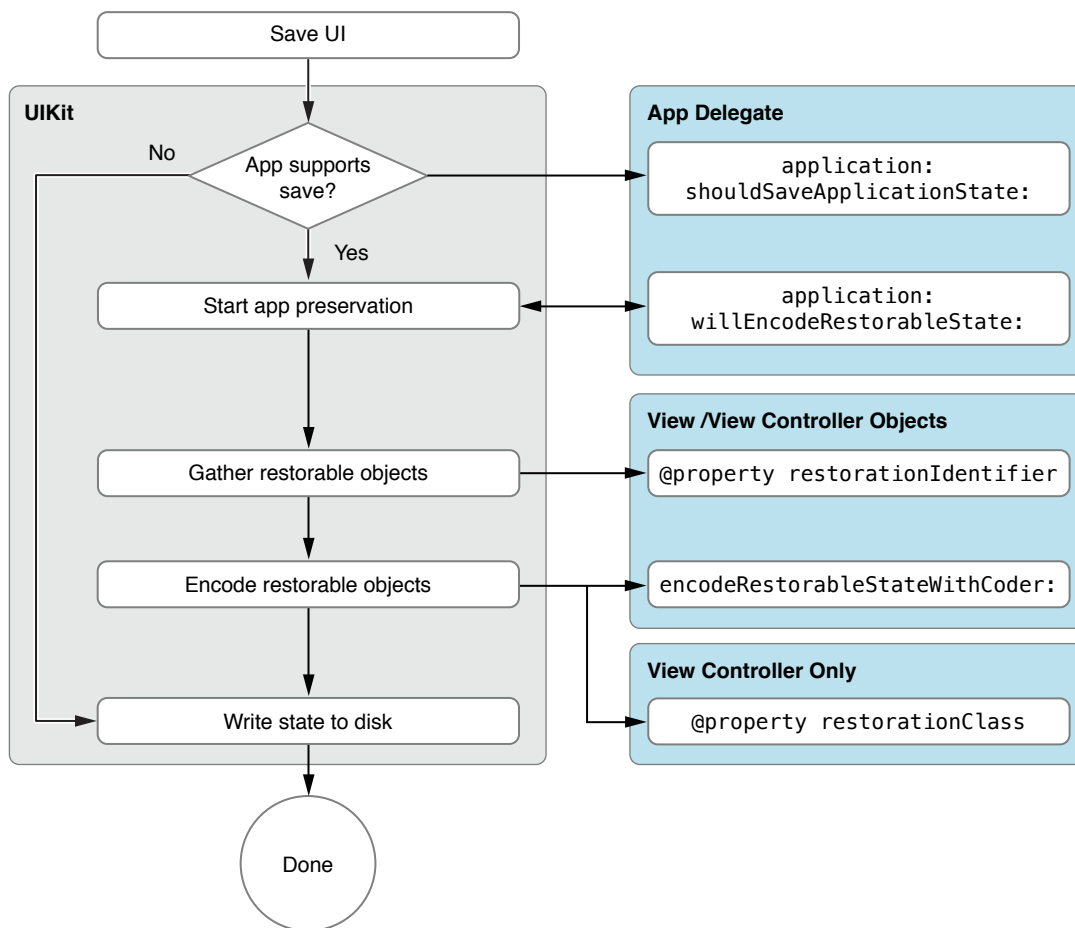 Save UI
UIKit
App supports
save?
No
Yes
Start app preservation
Gather restorable objects
Encode restorable objects
Write state to disk
Done
App Delegate
application:
shouldSaveApplicationState:
application:
willEncodeRestorableState:
View /View Controller Objects
@property restorationIdentifier
encodeRestorableStateWithCoder:
View Controller Only
@property restorationClass